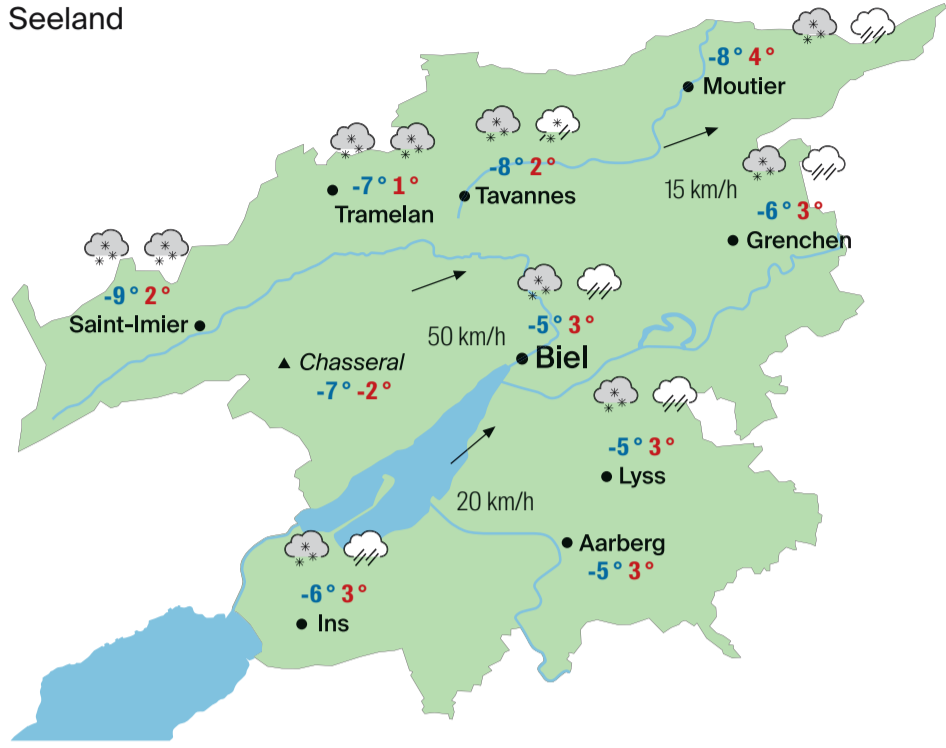 Seeland
-8° 4°
Moutier
-8° 2°
Tavannes
-7° 1°
Tramelan
15 km/h
-6° 3°
Grenchen
-9° 2°
Saint-Imier
-5° 3°
50 km/h
Biel
Chasseral
-7° -2°
-5° 3°
Lyss
20 km/h
Aarberg
-5° 3°
-6° 3°
Ins